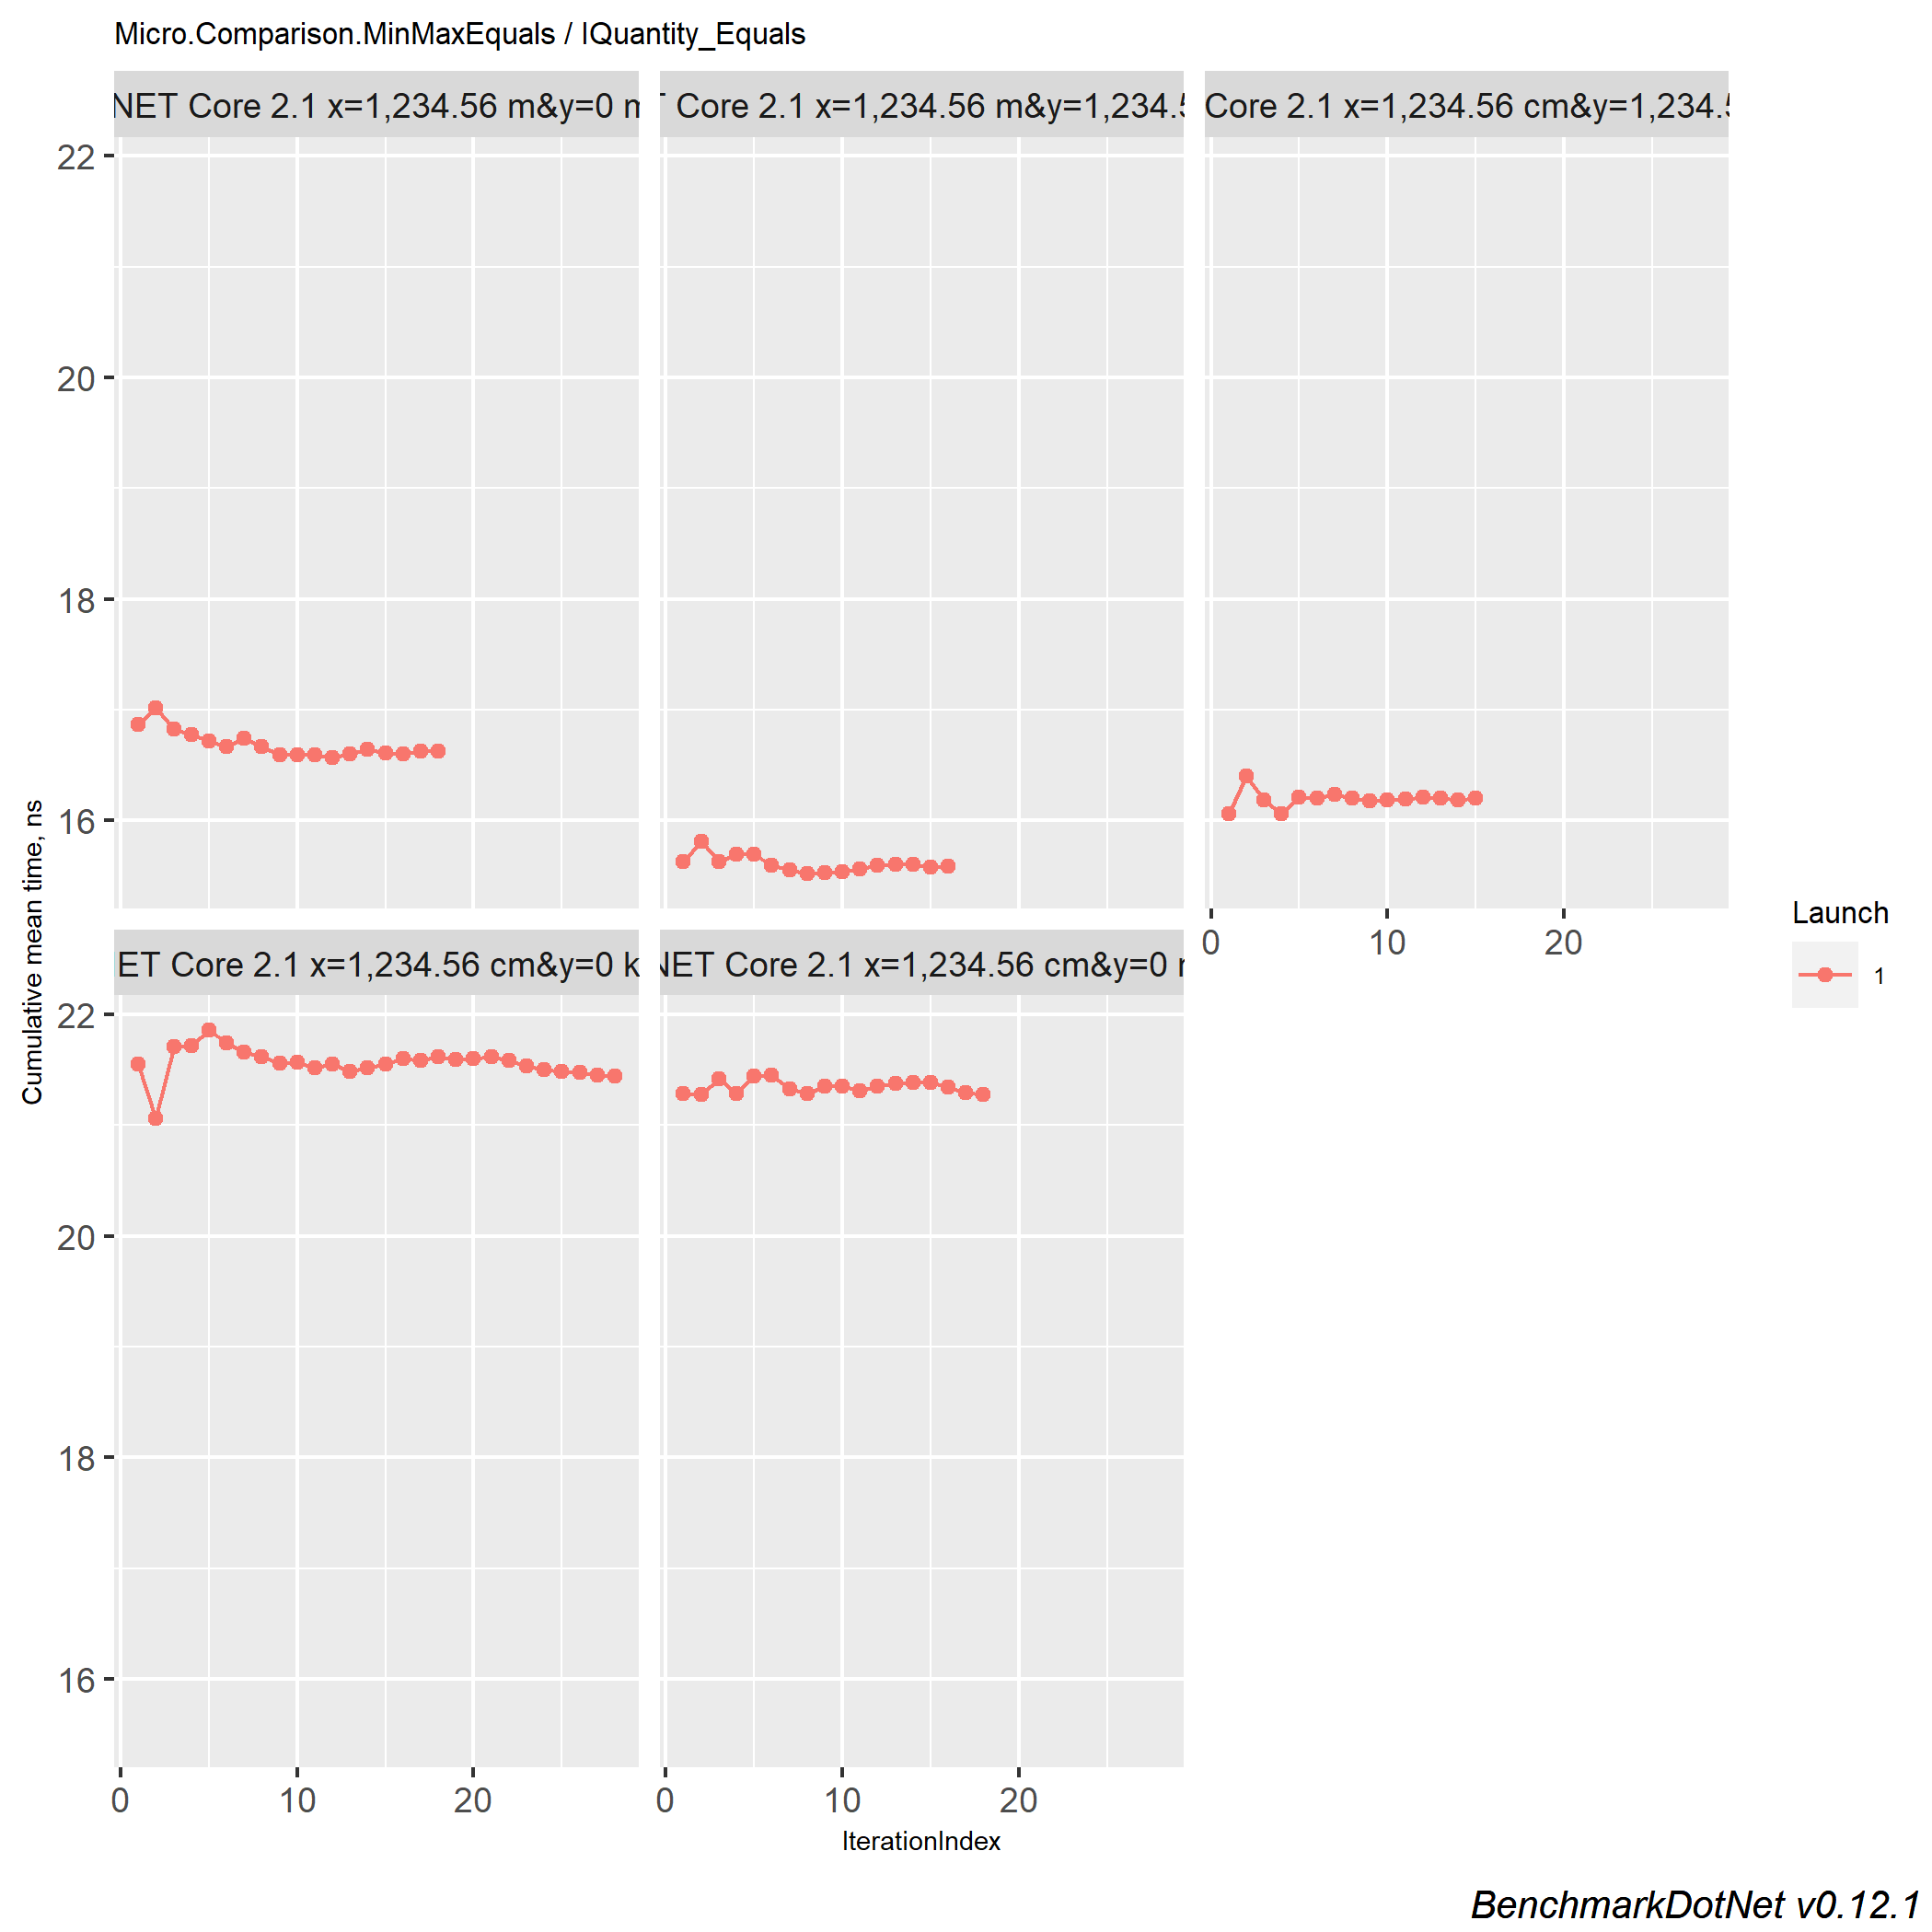 Micro.Comparison.MinMaxEquals / IQuantity_Equals
NET Core 2.1 x=1,234.56 m&y=0 m
Core 2.1 x=1,234.56 m&y=1,234.5
Core 2.1 x=1,234.56 cm&y=1,234.5
22
20
18
16
0 10 20
ET Core 2.1 x=1,234.56 cm&y=0 k
NET Core 2.1 x=1,234.56 cm&y=0
22
20
18
16
0 10 20
0 10 20
Cumulative mean time, ns
IterationIndex
Launch
1
BenchmarkDotNet v0.12.1